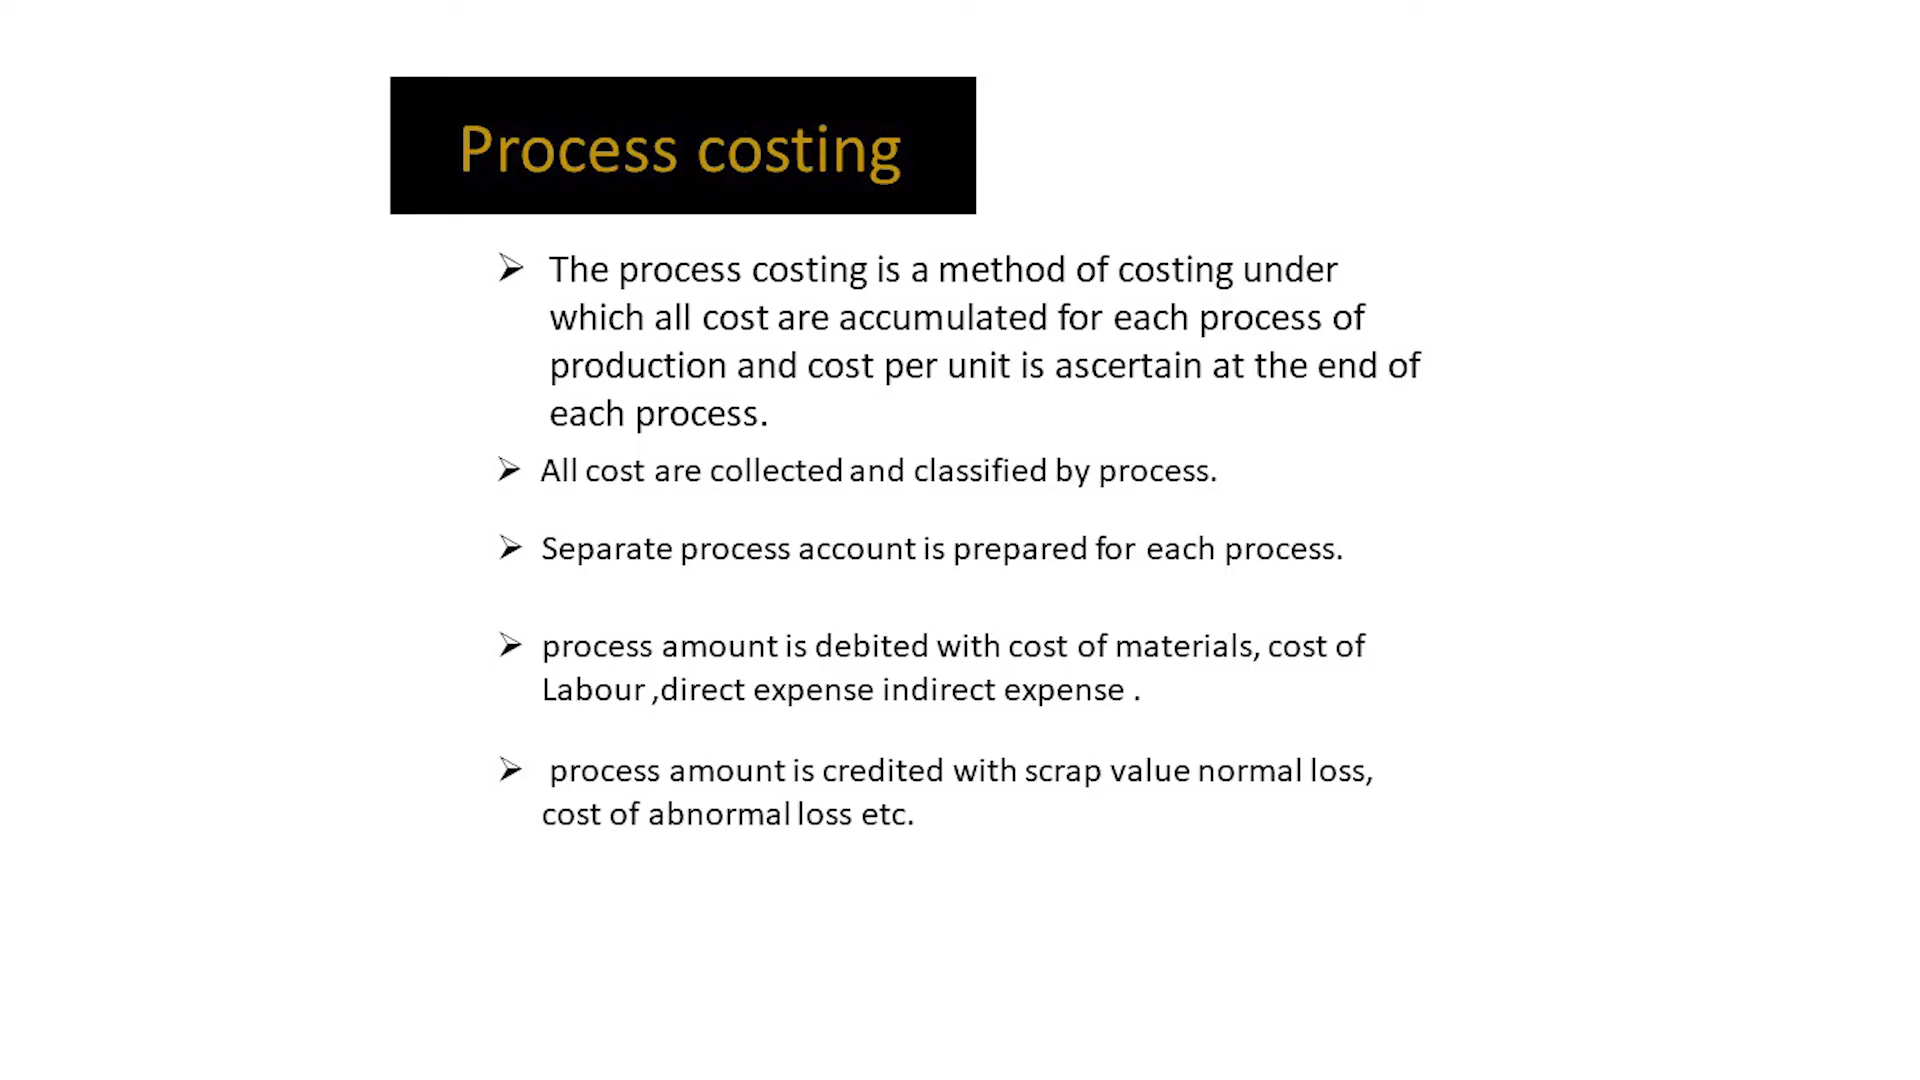 Process costing
➢ The process costing is a method of costing under
which all cost are accumulated for each process of
production and cost per unit is ascertain at the end of
each process.
➢ All cost are collected and classified by process.
➢ Separate process account is prepared for each process.
➢ process amount is debited with cost of materials, cost of
Labour ,direct expense indirect expense .
➢ process amount is credited with scrap value normal loss,
cost of abnormal loss etc.